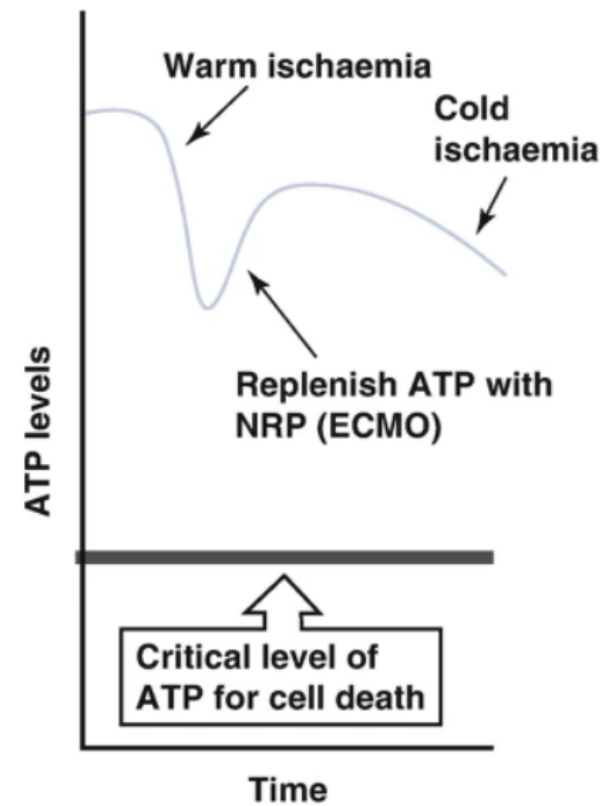 Warm ischaemia
Cold
ischaemia
Replenish ATP with
NRP (ECMO)
ATP levels
Critical level of
ATP for cell death
Time